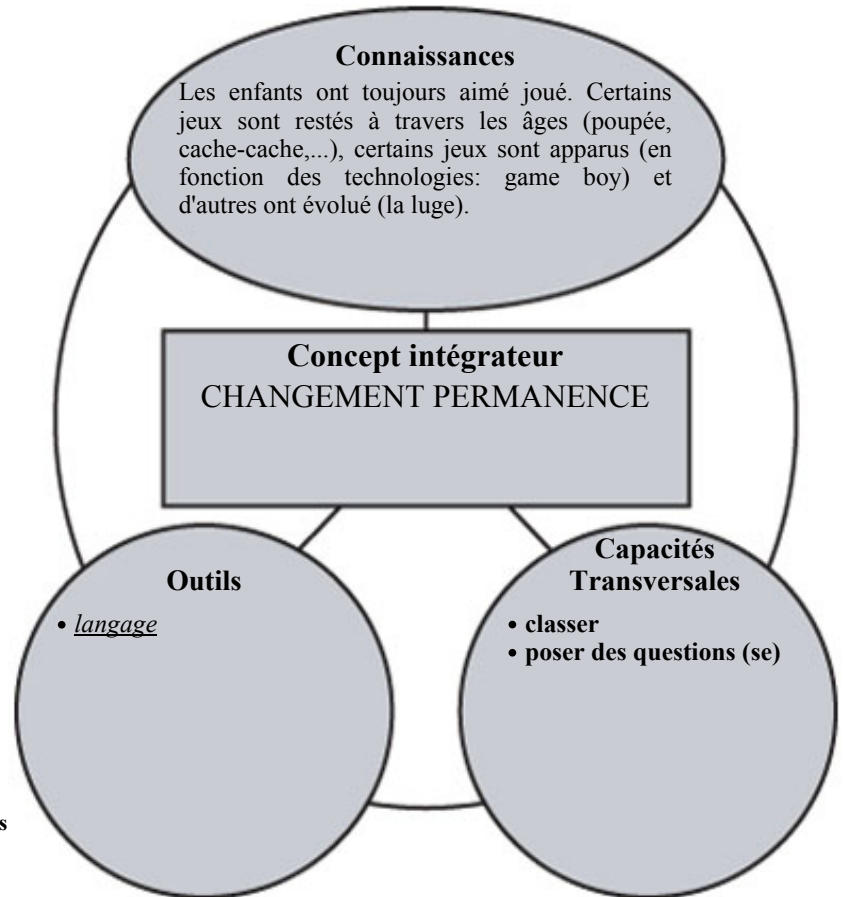 Connaissances
Les enfants ont toujours aimé joué. Certains
jeux sont restés à travers les âges (poupée,
cache-cache,...), certains jeux sont apparus (en
fonction des technologies: game boy) et
d'autres ont évolué (la luge).
Concept intégrateur
CHANGEMENT PERMANENCE
Outils
• langage
Capacités
Transversales
• classer
• poser des questions (se)
s